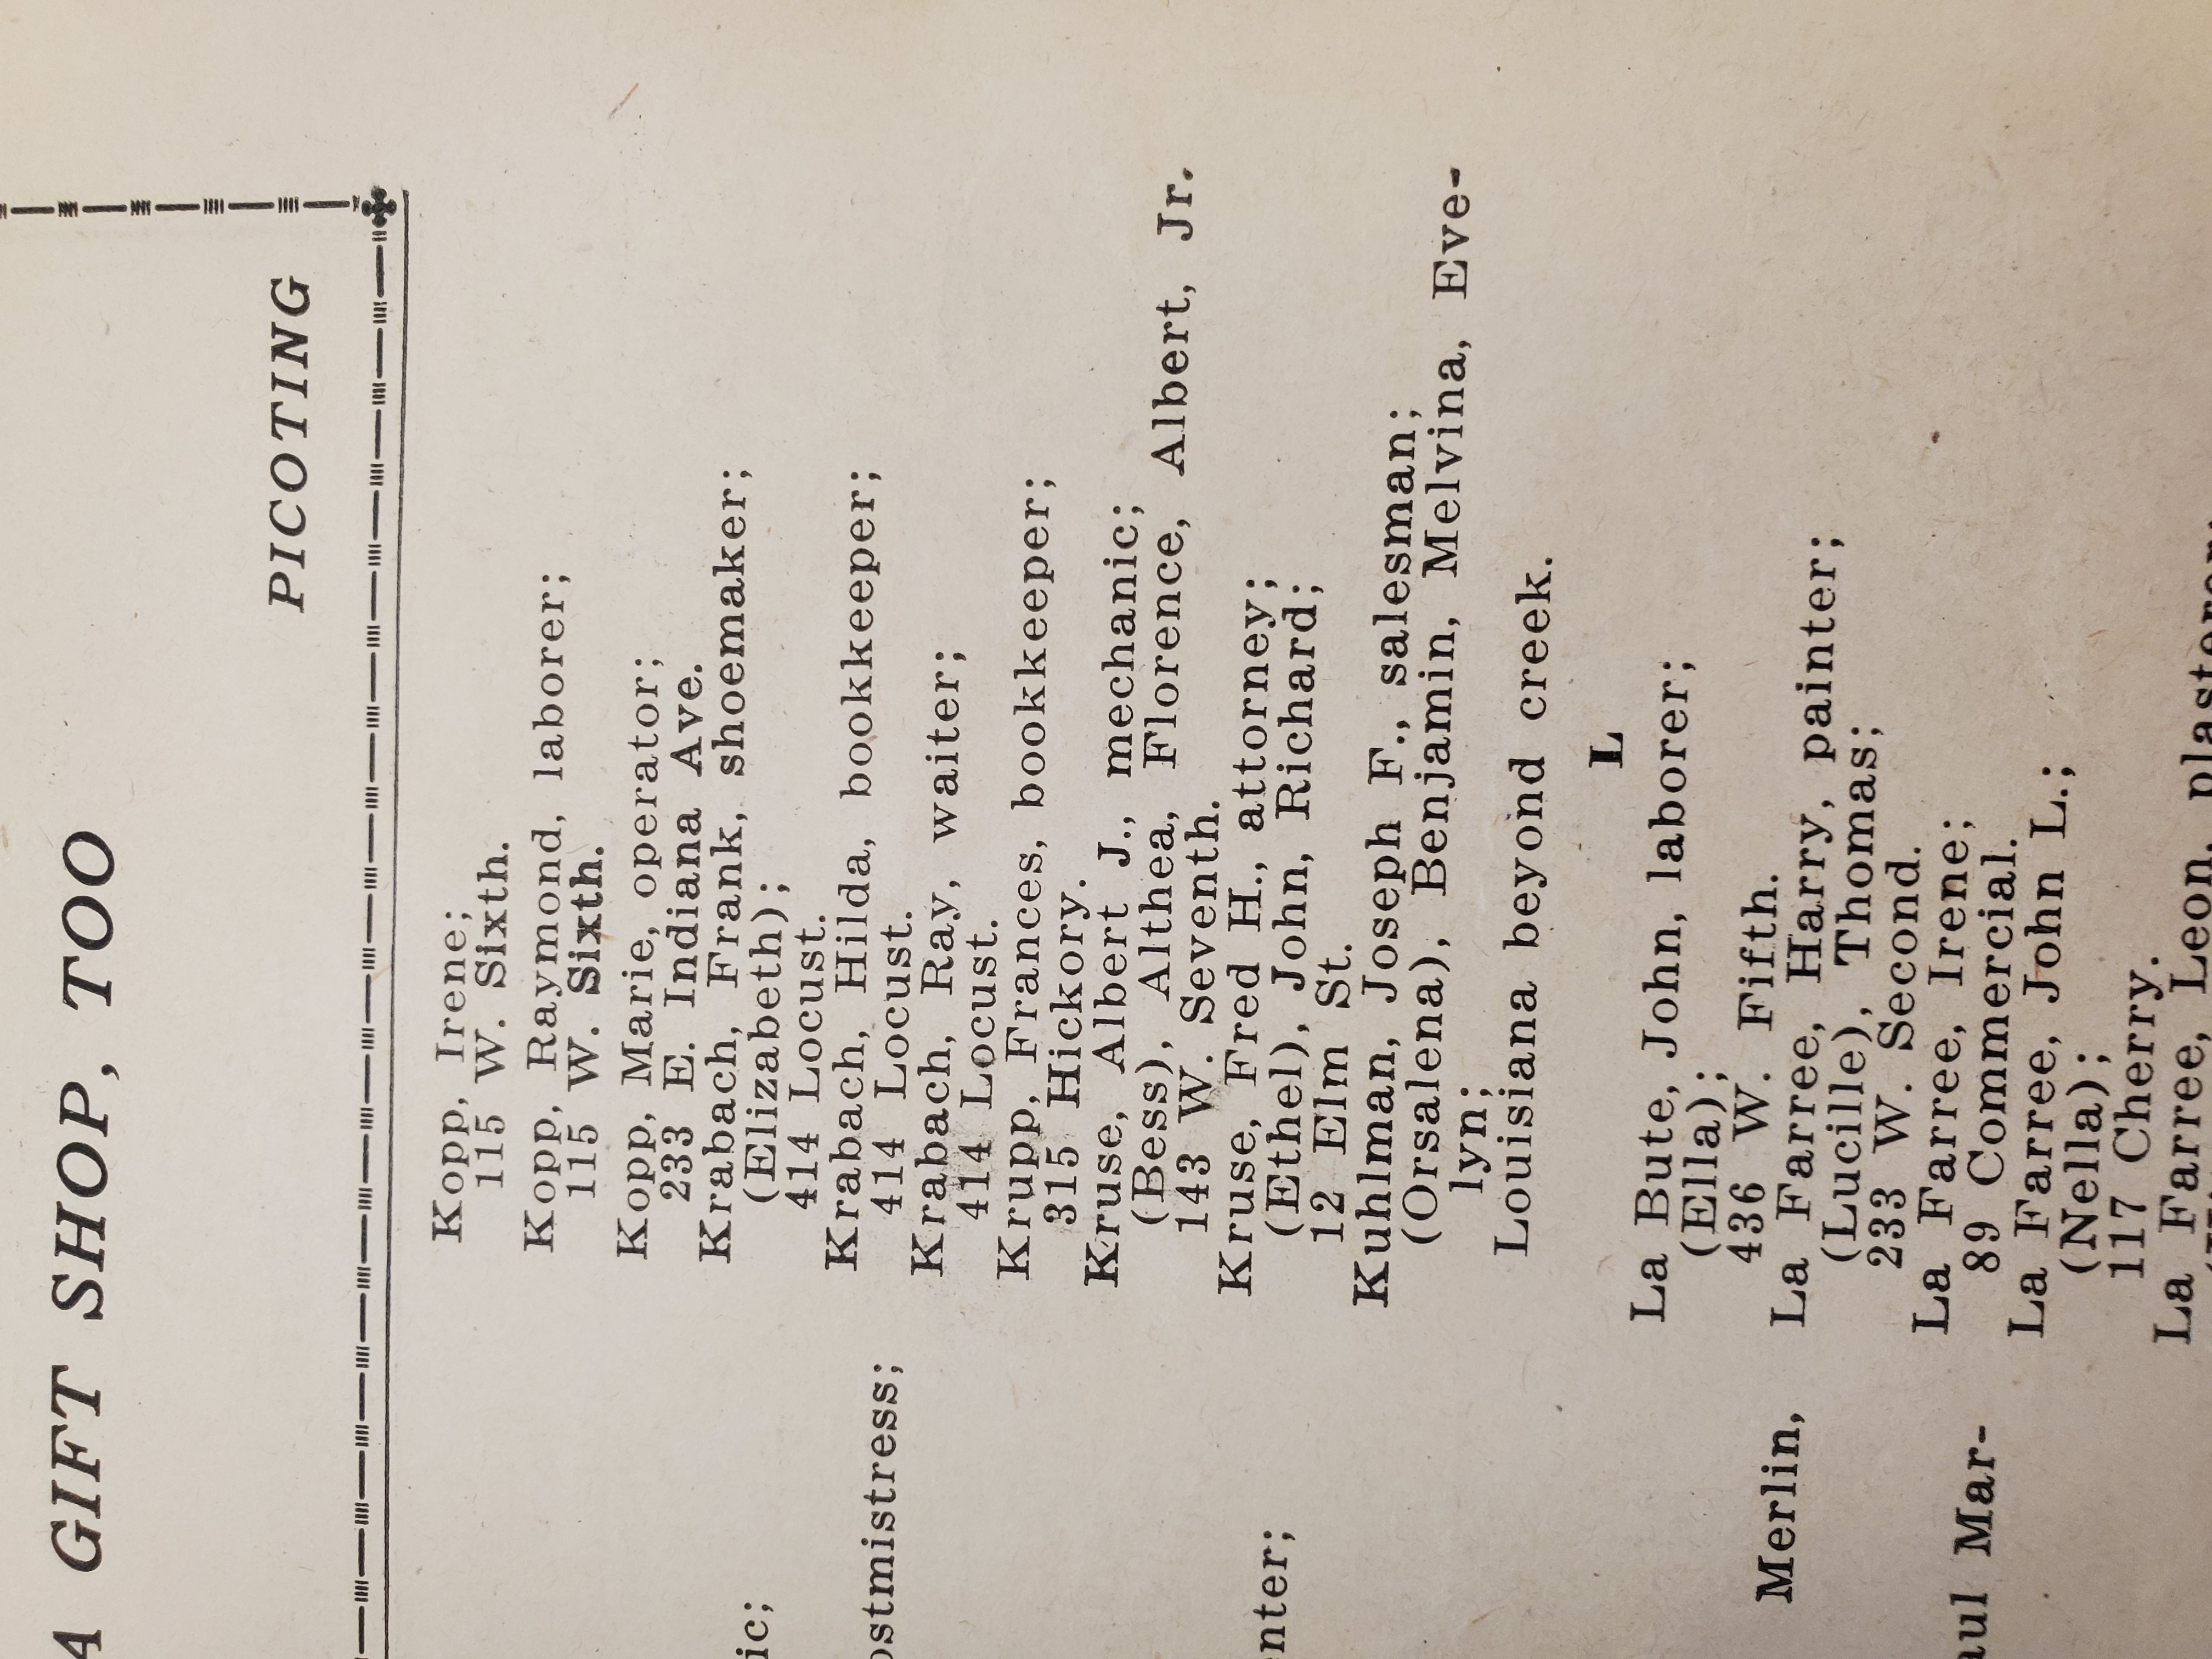 A GIFT SHOP, TOO
PICOTING
ic;
ostmistress;
enter;
Merlin,
aul Mar-
Kopp, Irene;
115 W. Sixth.
Kopp, Raymond, laborer;
115 W. Sixth.
Kopp, Marie, operator;
233 E. Indiana Ave.
Krabach, Frank, shoemaker;
(Elizabeth);
414 Locust.
Krabach, Hilda, bookkeeper;
414 Locust.
Krabach, Ray, waiter;
414 Locust.
Krupp, Frances, bookkeeper;
315 Hickory.
Kruse, Albert J., mechanic;
(Bess), Althea, Florence, Albert, Jr.
143 W. Seventh.
Kruse, Fred H., attorney;
(Ethel), John, Richard;
12 Elm St.
Kuhlman, Joseph F., salesman;
(Orsalena), Benjamin, Melvina, Eve-
lyn;
Louisiana beyond creek.
L
La Bute, John, laborer;
(Ella);
436 W. Fifth.
La Farree, Harry, painter;
(Lucille), Thomas;
233 W. Second.
La Farree, Irene;
89 Commercial.
La Farree, John L.;
(Nella);
117 Cherry.
La Farree, Leon, plasterer;